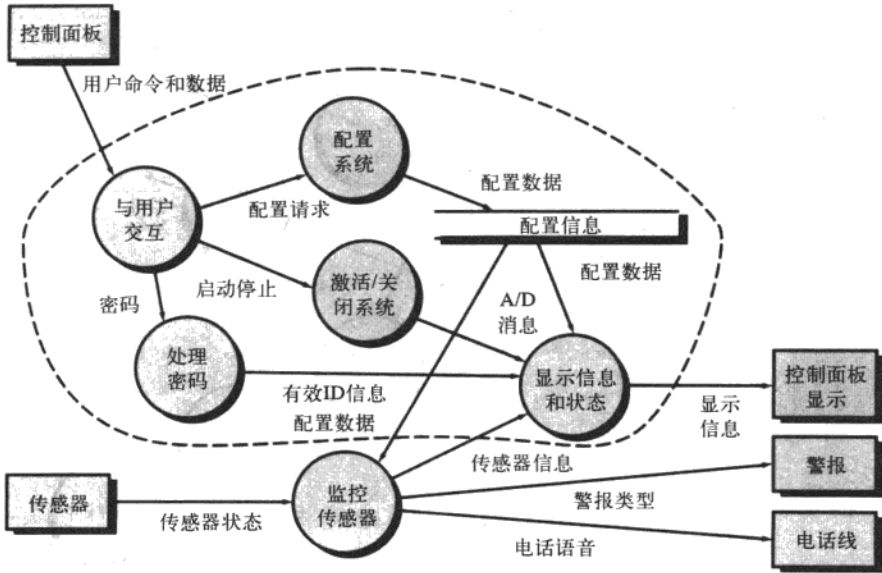 控制面板
用户命令和数据
配置
系统
配置数据
配置请求
与用户
交互
配置信息
配置数据
启动停止
激活/关
闭系统
密码
A/D
消息
处理
密码
有效ID信息
显示信息
和状态
控制面板
显示
显示
信息
配置数据
传感器信息
警报
传感器
传感器状态
监控
传感器
警报类型
电话语音
电话线